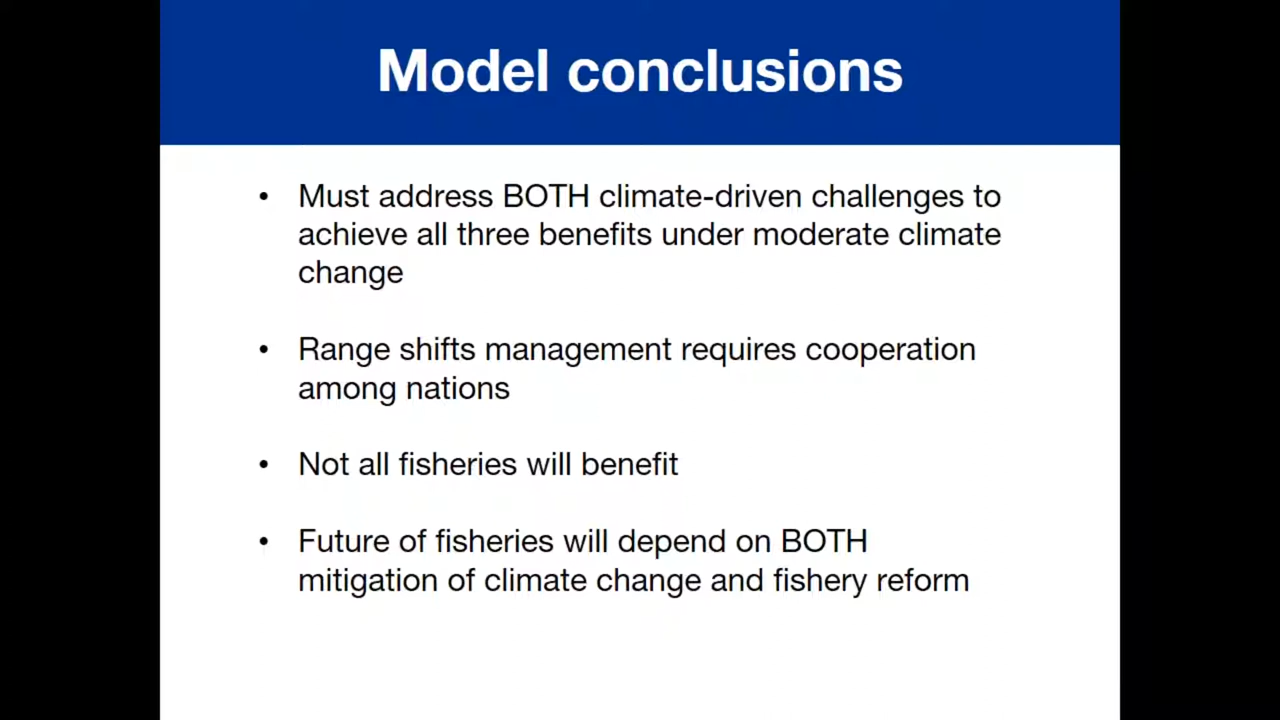 Model conclusions
• Must address BOTH climate-driven challenges to
achieve all three benefits under moderate climate
change
• Range shifts management requires cooperation
among nations
• Not all fisheries will benefit
• Future of fisheries will depend on BOTH
mitigation of climate change and fishery reform